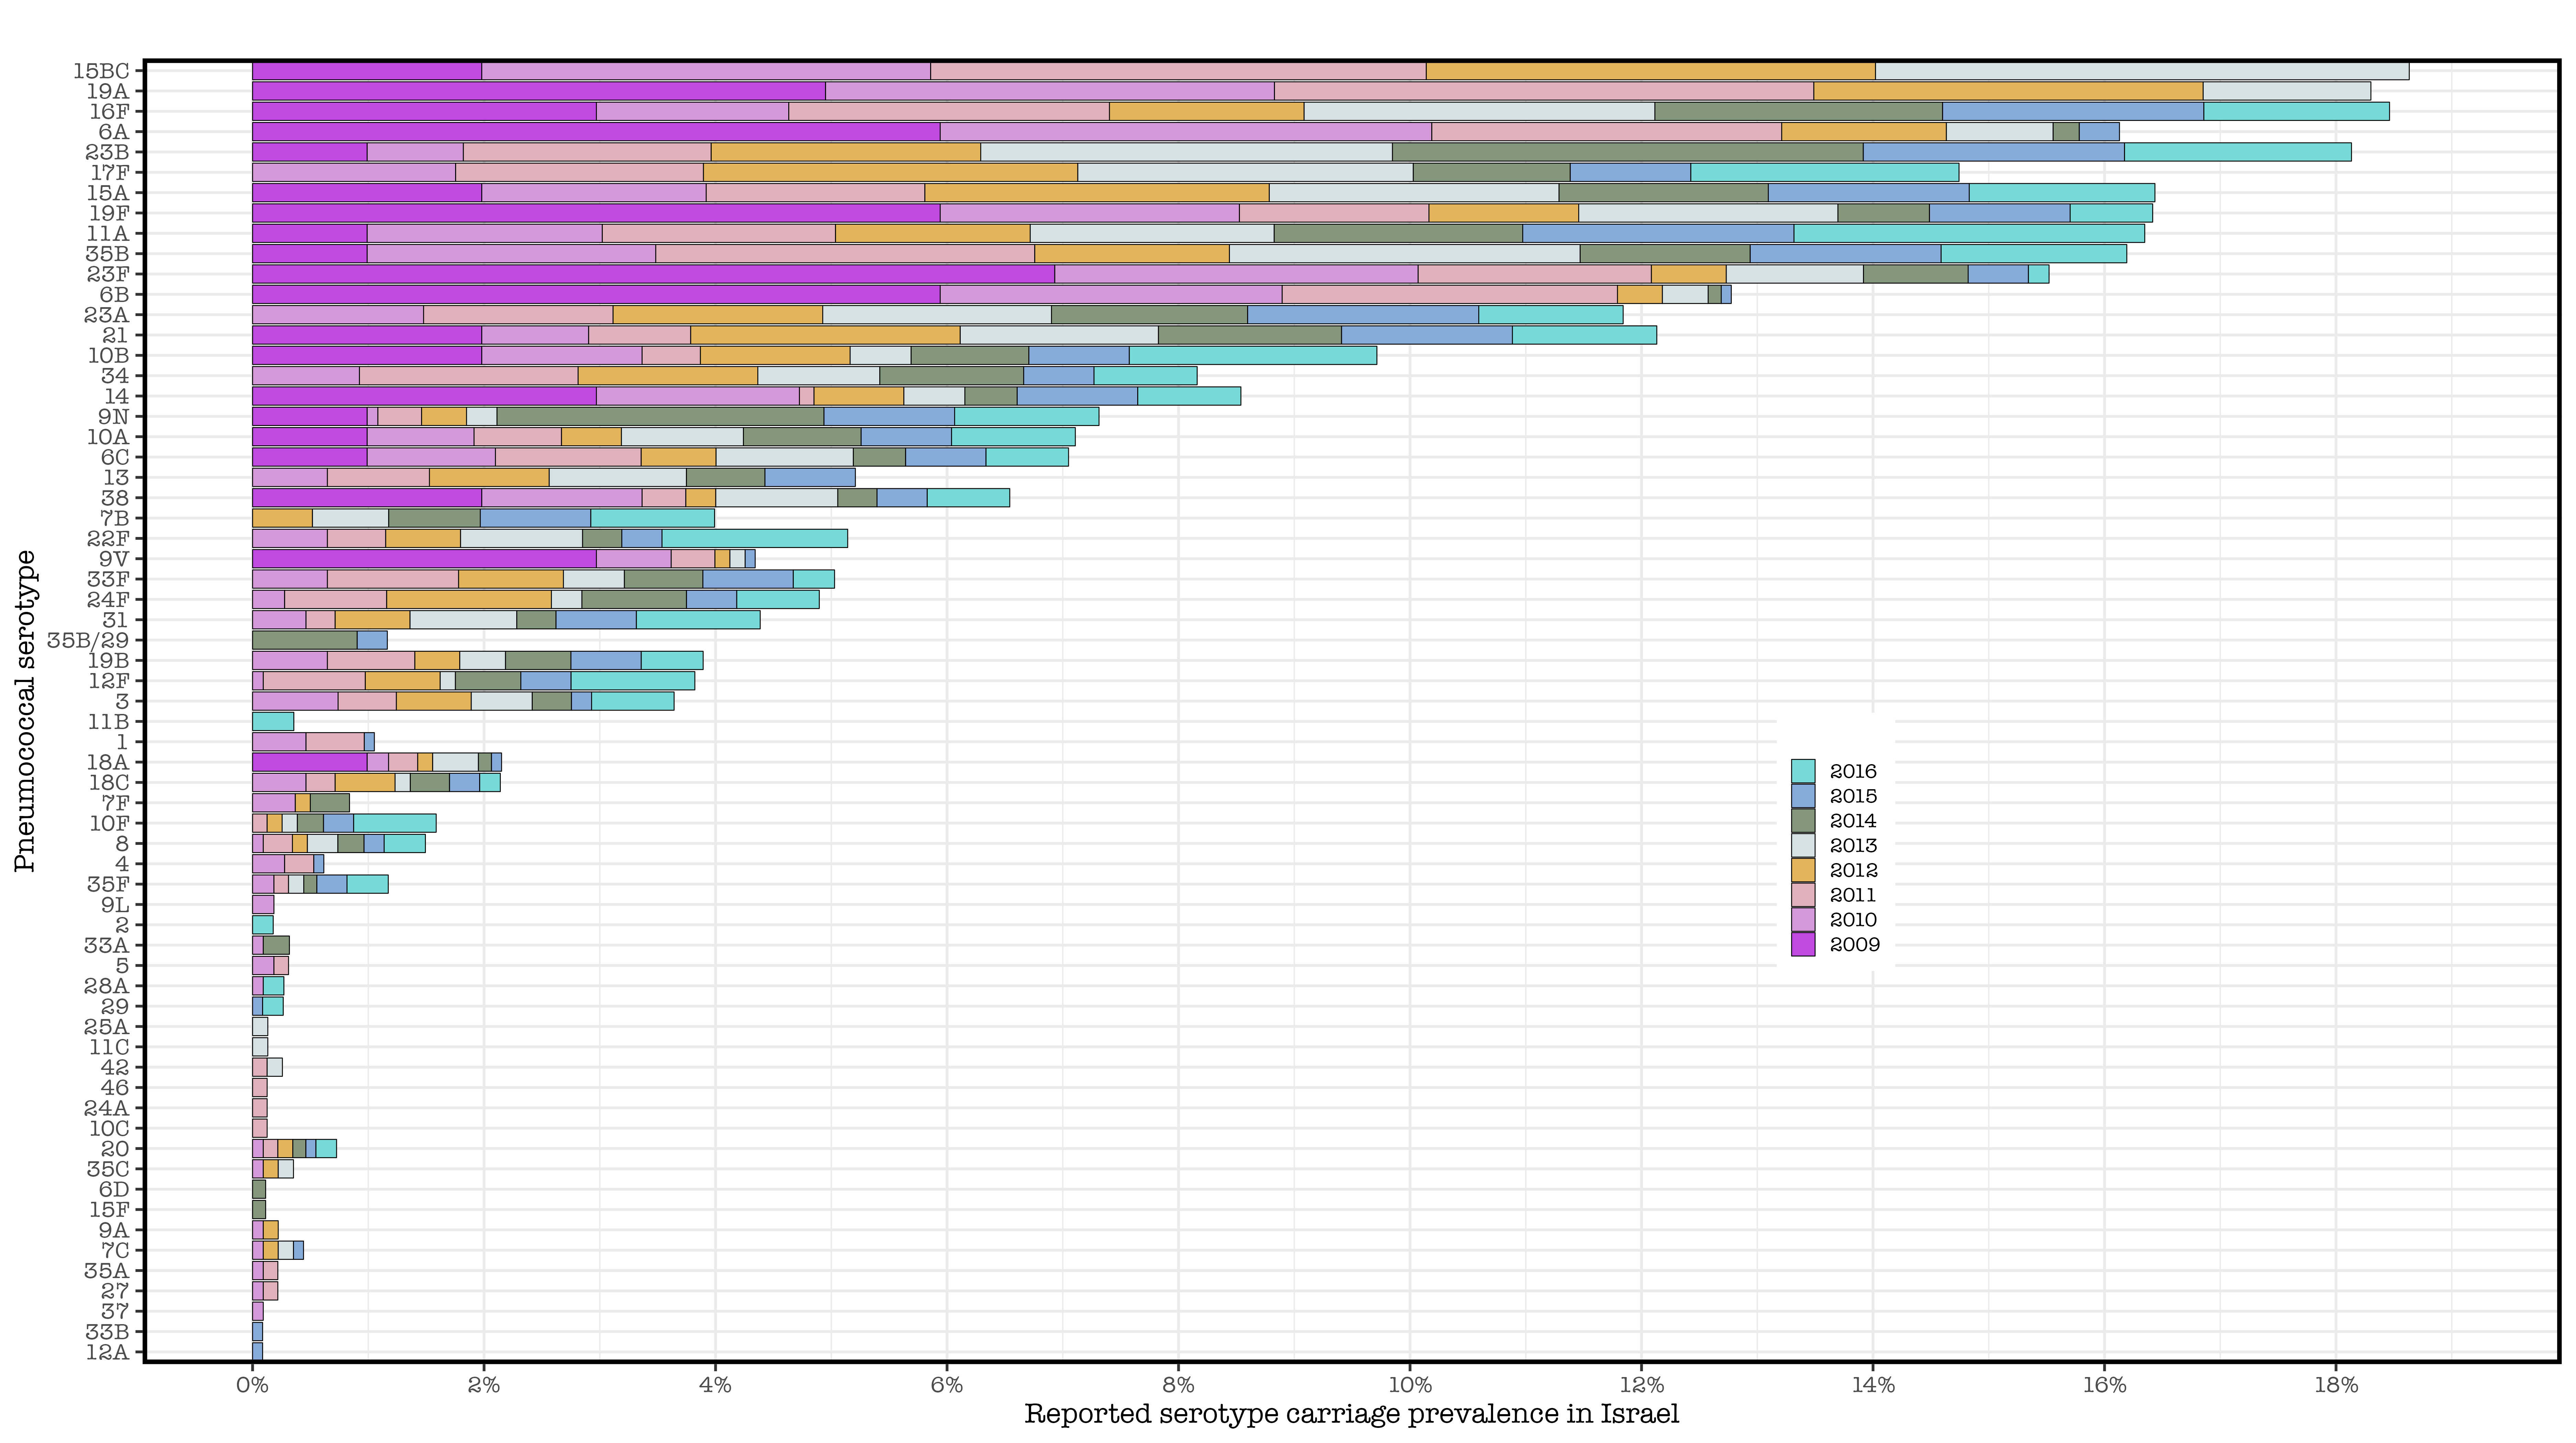 15BC
19A
16F
6A
23B
17F
15A
19F
11A
35B
23F
6B
23A
21
10B
34
14
9N
10A
6C
13
38
7B
22F
9V
33F
24F
31
35B/29
19B
12F
3
11B
1
18A
18C
7F
10F
8
4
35F
9L
2
33A
5
28A
29
25A
11C
42
46
24A
10C
20
35C
6D
15F
9A
7C
35A
27
37
33B
12A
Pneumococcal serotype
2016
2015
2014
2013
2012
2011
2010
2009
0% 2% 4% 6% 8% 10% 12% 14% 16% 18%
Reported serotype carriage prevalence in Israel